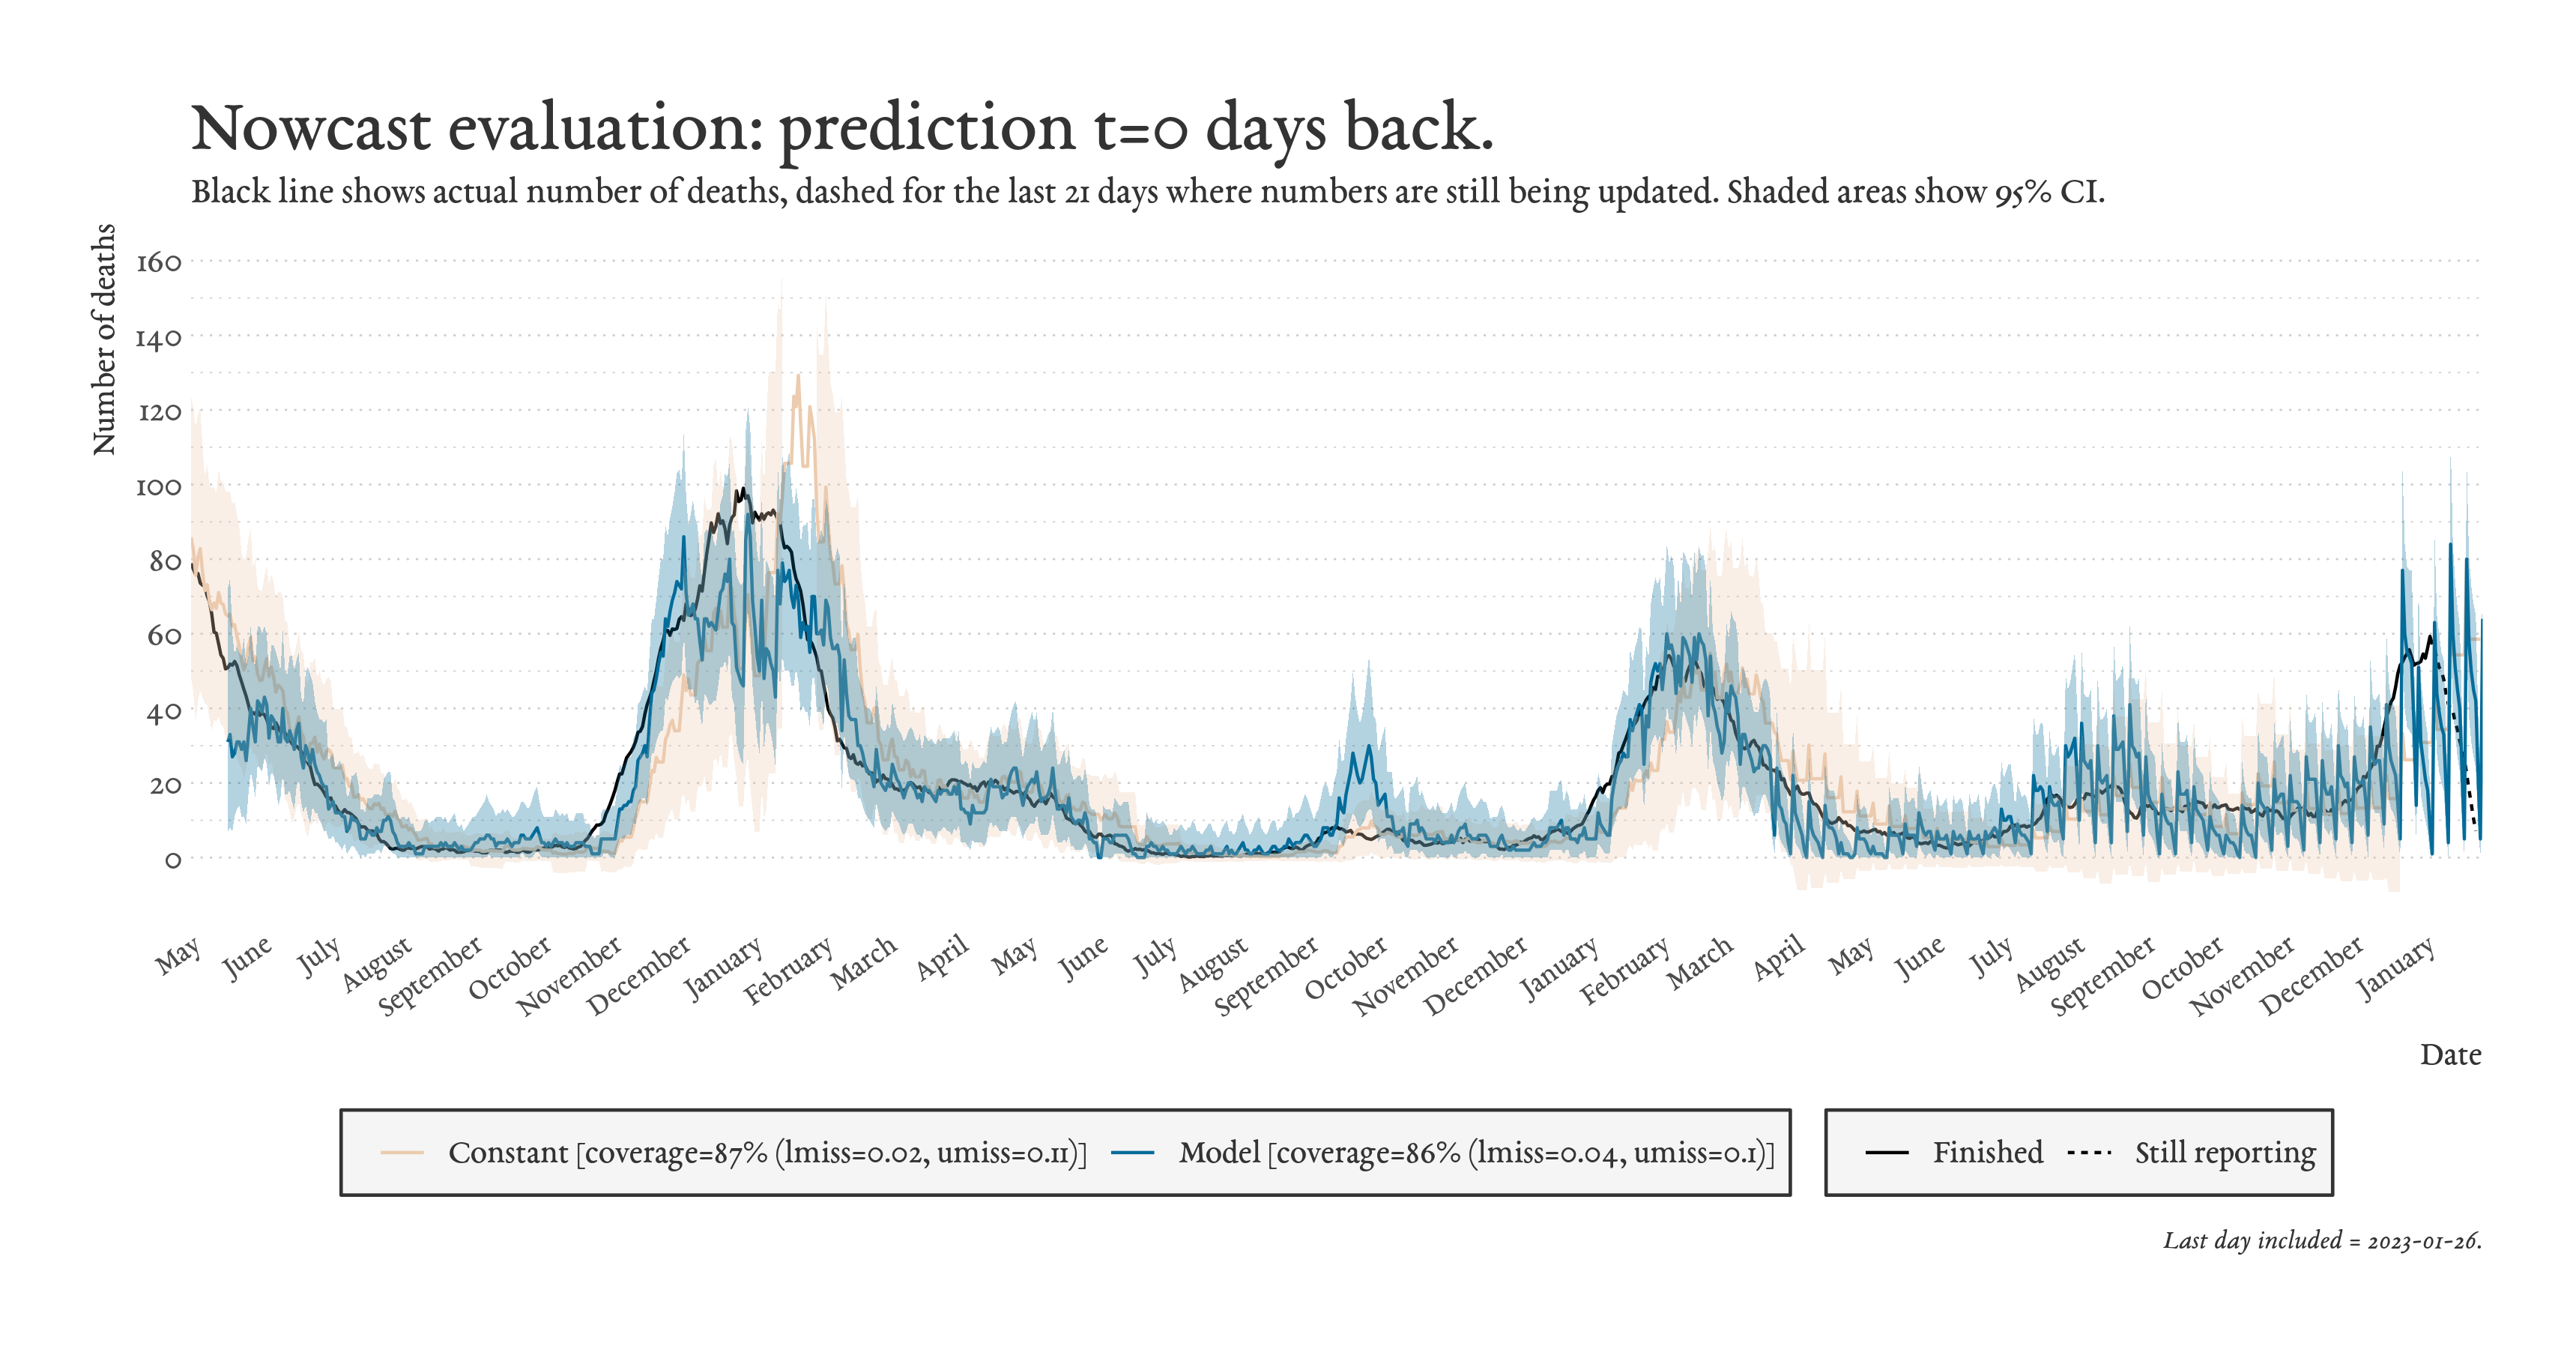 Nowcast evaluation: prediction t=0 days back.
Black line shows actual number of deaths, dashed for the last 21 days where numbers are still being updated. Shaded areas show 95% CI.
Number of deaths
160
140
120
100
80
60
40
20
0
May
June
July
August
September
October
November
December
January
February
March
April
May
June
July
August
September
October
November
December
January
February
March
April
May
June
July
August
September
October
November
December
January
Date
Constant [coverage=87% (lmiss=0.02, umiss=0.11)] Model [coverage=86% (lmiss=0.04, umiss=0.1)] Finished Still reporting
Last day included = 2023-01-26.